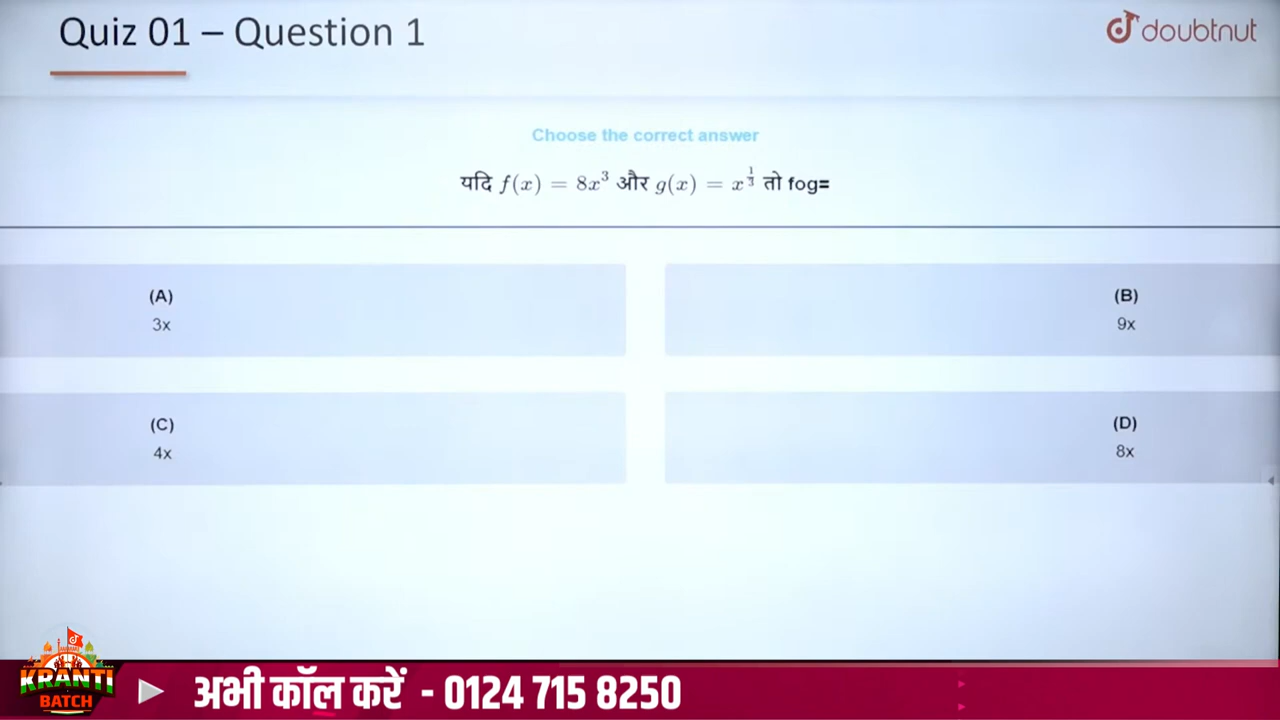 Quiz 01 – Question 1
doubtnut
Choose the correct answer
यदि f(x) = 8x³ और g(x) = x^{1/3} तो fog=
(A)
3x
(B)
9x
(C)
4x
(D)
8x
KRANTI
BATCH
अभी कॉल करें - 0124 715 8250